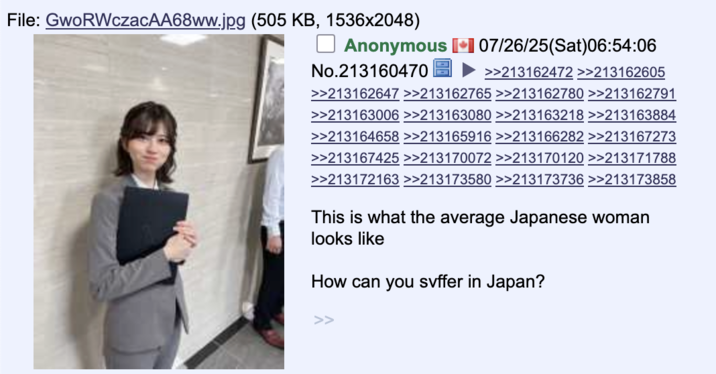 File: GwoRWczacAA68ww.jpg (505 KB, 1536x2048)
Anonymous 07/26/25(Sat)06:54:06
No.213160470 ▶ >>213162472 >>213162605
>>213162647 >>213162765 >>213162780 >>213162791
>>213163006 >>213163080 >>213163218 >>213163884
>>213164658 >>213165916 >>213166282 >>213167273
>>213167425 >>213170072 >>213170120 >>213171788
>>213172163 >>213173580 >>213173736 >>213173858
This is what the average Japanese woman
looks like
How can you svffer in Japan?
>>